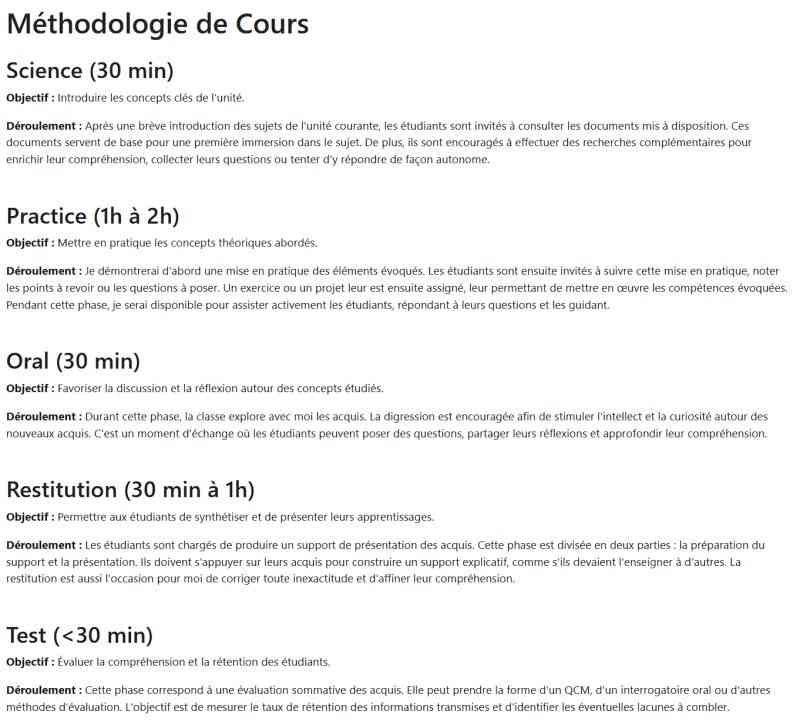 Méthodologie de Cours
Science (30 min)
Objectif : Introduire les concepts clés de l'unité.
Déroulement : Après une brève introduction des sujets de l'unité courante, les étudiants sont invités à consulter les documents mis à disposition. Ces
documents servent de base pour une première immersion dans le sujet. De plus, ils sont encouragés à effectuer des recherches complémentaires pour
enrichir leur compréhension, collecter leurs questions ou tenter d'y répondre de façon autonome.
Practice (1h à 2h)
Objectif : Mettre en pratique les concepts théoriques abordés.
Déroulement : Je démontrerai d'abord une mise en pratique des éléments évoqués. Les étudiants sont ensuite invités à suivre cette mise en pratique, noter
les points à revoir ou les questions à poser. Un exercice ou un projet leur est ensuite assigné, leur permettant de mettre en œuvre les compétences évoquées.
Pendant cette phase, je serai disponible pour assister activement les étudiants, répondant à leurs questions et les guidant.
Oral (30 min)
Objectif : Favoriser la discussion et la réflexion autour des concepts étudiés.
Déroulement : Durant cette phase, la classe explore avec moi les acquis. La digression est encouragée afin de stimuler l'intellect et la curiosité autour des
nouveaux acquis. C'est un moment d'échange où les étudiants peuvent poser des questions, partager leurs réflexions et approfondir leur compréhension.
Restitution (30 min à 1h)
Objectif : Permettre aux étudiants de synthétiser et de présenter leurs apprentissages.
Déroulement : Les étudiants sont chargés de produire un support de présentation des acquis. Cette phase est divisée en deux parties : la préparation du
support et la présentation. Ils doivent s'appuyer sur leurs acquis pour construire un support explicatif, comme s'ils devaient l'enseigner à d'autres. La
restitution est aussi l'occasion pour moi de corriger toute inexactitude et d'affiner leur compréhension.
Test (<30 min)
Objectif : Évaluer la compréhension et la rétention des étudiants.
Déroulement : Cette phase correspond à une évaluation sommative des acquis. Elle peut prendre la forme d'un QCM, d'un interrogatoire oral ou d'autres
méthodes d'évaluation. L'objectif est de mesurer le taux de rétention des informations transmises et d'identifier les éventuelles lacunes à combler.